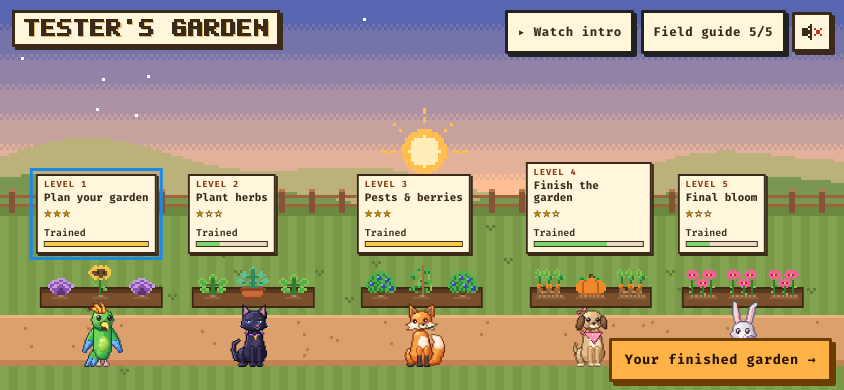 TESTER'S GARDEN
▸ Watch intro
Field guide 5/5
LEVEL 1
Plan your garden
★★★
Trained
LEVEL 2
Plant herbs
★☆☆
Trained
LEVEL 3
Pests & berries
★★★
Trained
LEVEL 4
Finish the
garden
★☆☆
Trained
LEVEL 5
Final bloom
★☆☆
Trained
Your finished garden →